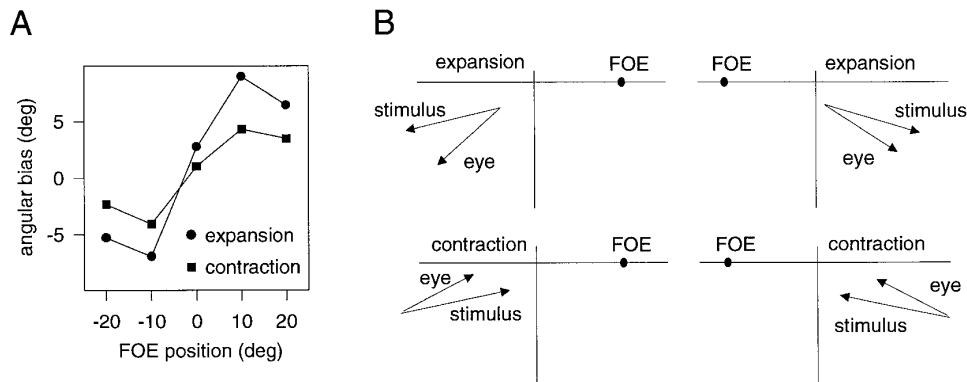 A
angular bias (deg)
5
0
-5
expansion
contraction
-20 -10 0 10 20
FOE position (deg)
B
expansion FOE
stimulus
eye
FOE expansion
stimulus
eye
contraction FOE
eye
stimulus
FOE contraction
eye
stimulus